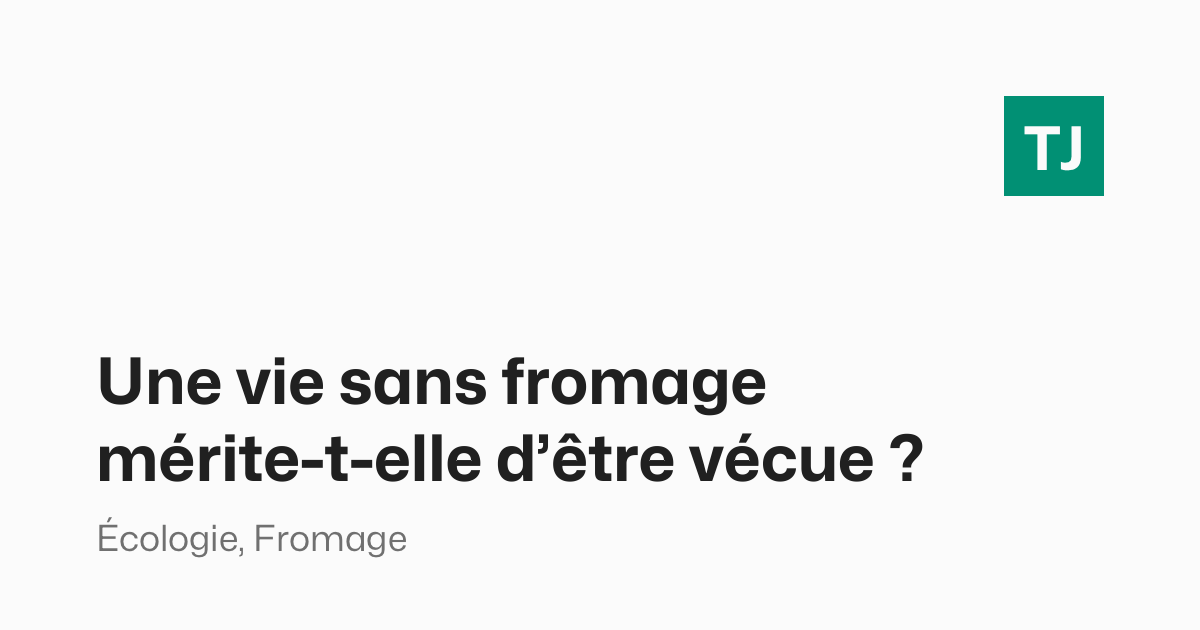 TJ
Une vie sans fromage
mérite-t-elle d’être vécue ?
Écologie, Fromage